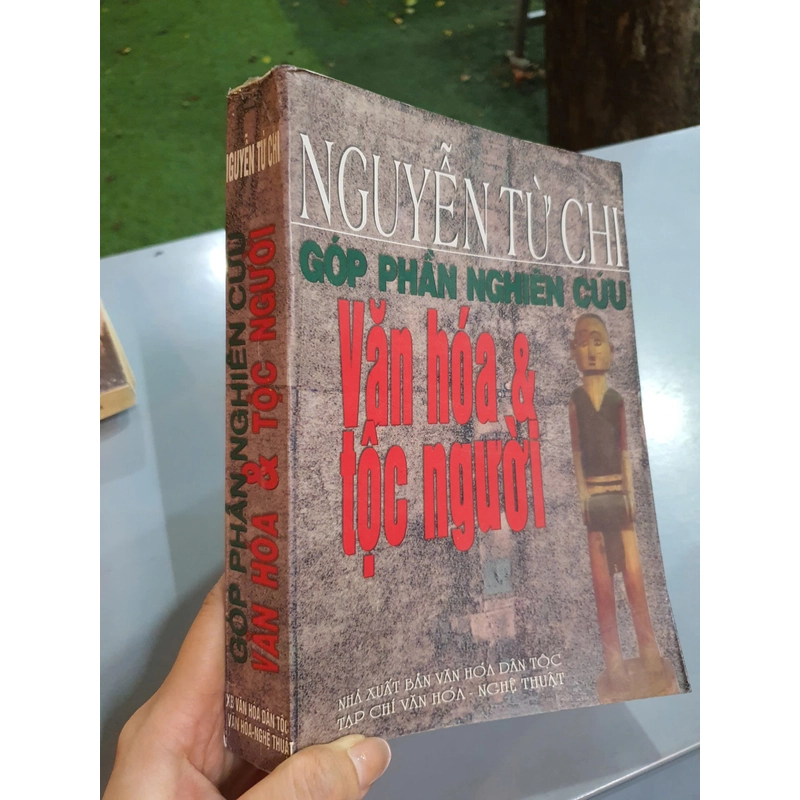 NGUYỄN TỪ CHI
GÓP PHẦN NGHIÊN CỨU
Văn hóa &
tộc người
NHÀ XUẤT BẢN VĂN HÓA DÂN TỘC
TẠP CHÍ VĂN HÓA - NGHỆ THUẬT
NGUYỄN TỪ CHI
GÓP PHẦN NGHIÊN CỨU
VĂN HÓA & TỘC NGƯỜI
XB VĂN HÓA DÂN TỘC
VĂN HÓA-NGHỆ THUẬT